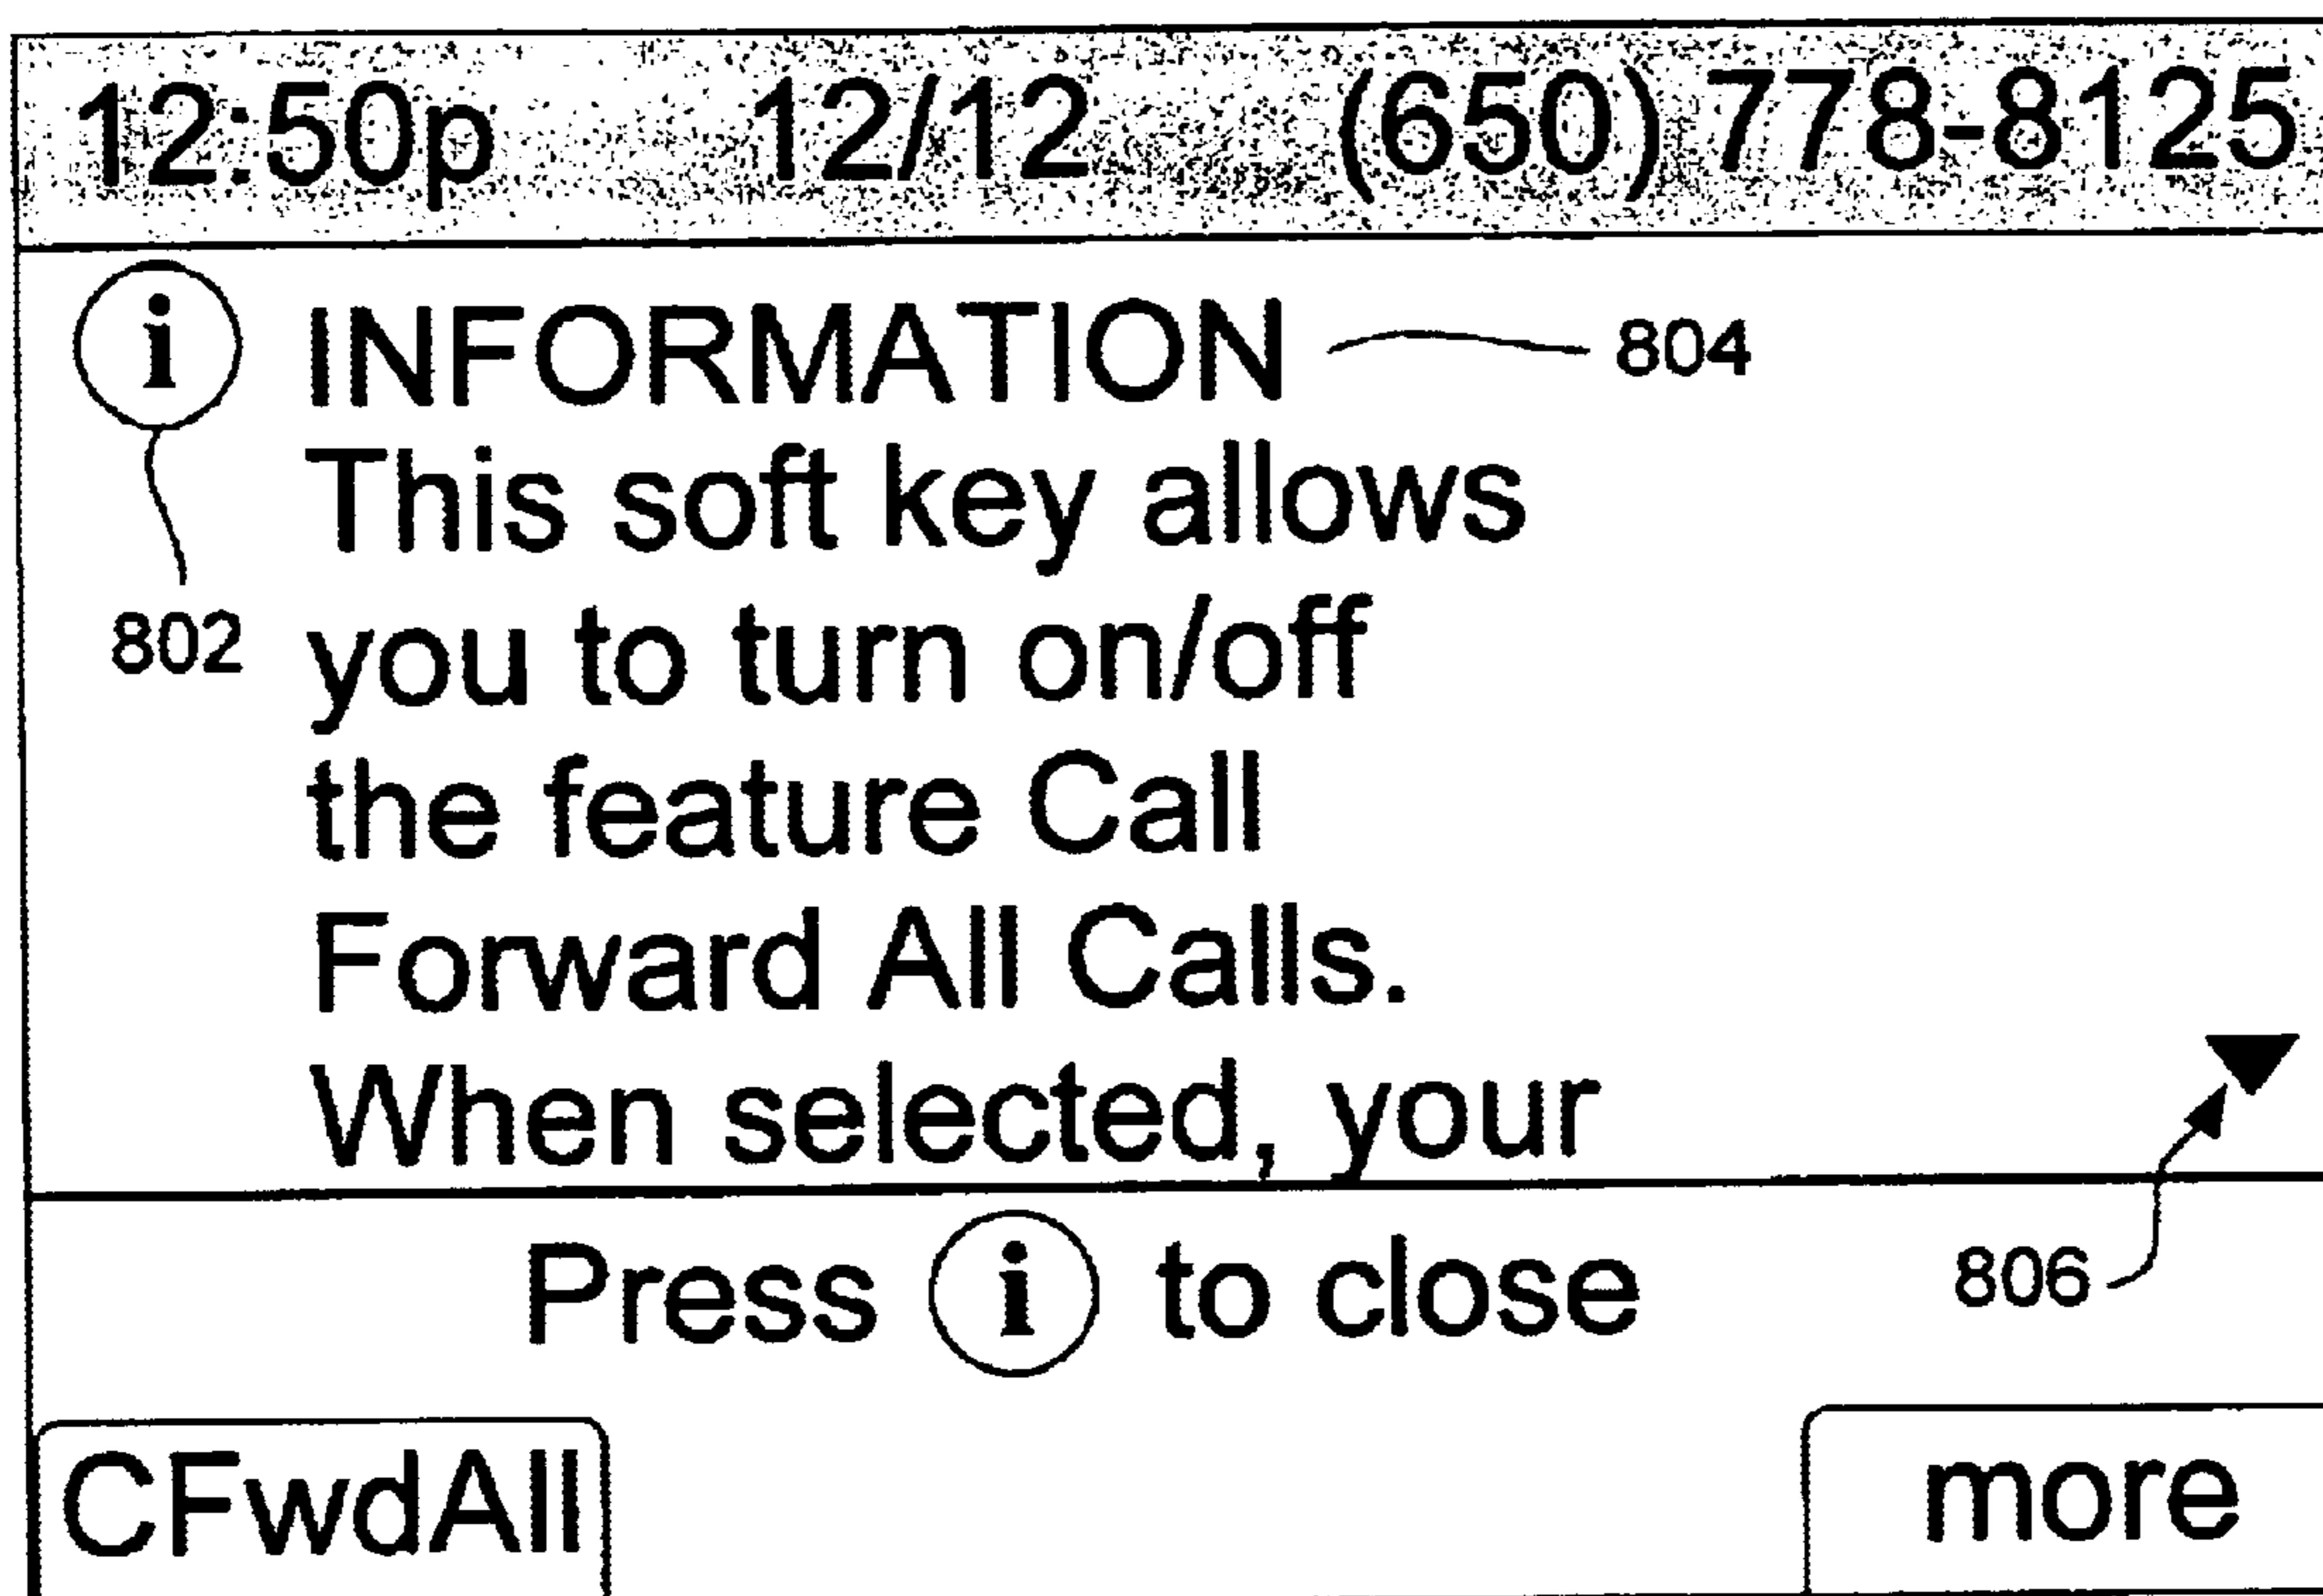 12:50p 12/12 (650) 778-8125
i INFORMATION 804
This soft key allows
802 you to turn on/off
the feature Call
Forward All Calls.
When selected, your
Press i to close 806
CFwdAll more